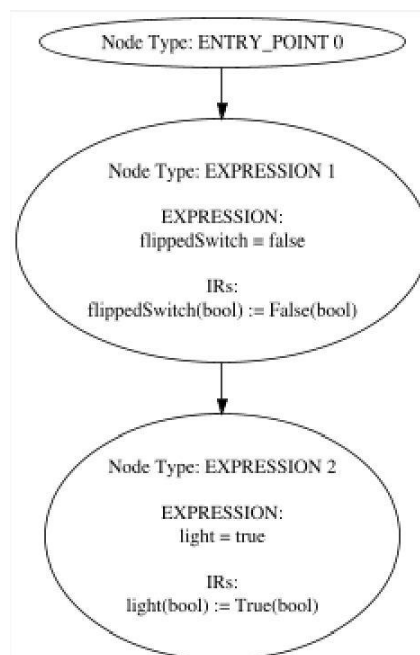 Node Type: ENTRY_POINT 0
Node Type: EXPRESSION 1
EXPRESSION:
flippedSwitch = false
IRs:
flippedSwitch(bool) := False(bool)
Node Type: EXPRESSION 2
EXPRESSION:
light = true
IRs:
light(bool) := True(bool)